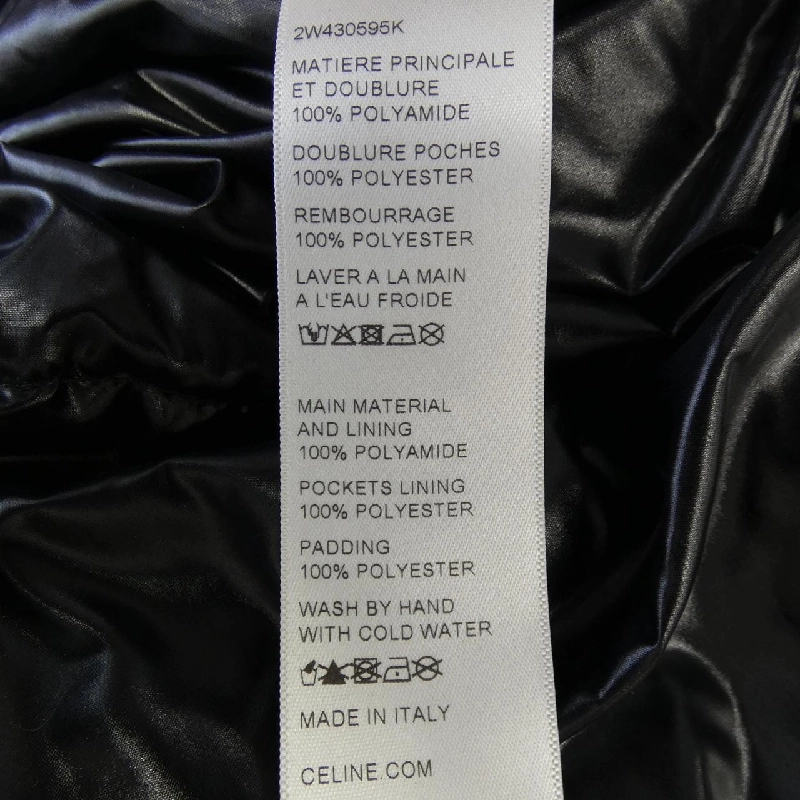 2W430595K
MATIERE PRINCIPALE
ET DOUBLURE
100% POLYAMIDE
DOUBLURE POCHES
100% POLYESTER
REMBOURRAGE
100% POLYESTER
LAVER A LA MAIN
A L'EAU FROIDE
MAIN MATERIAL
AND LINING
100% POLYAMIDE
POCKETS LINING
100% POLYESTER
PADDING
100% POLYESTER
WASH BY HAND
WITH COLD WATER
MADE IN ITALY
CELINE.COM